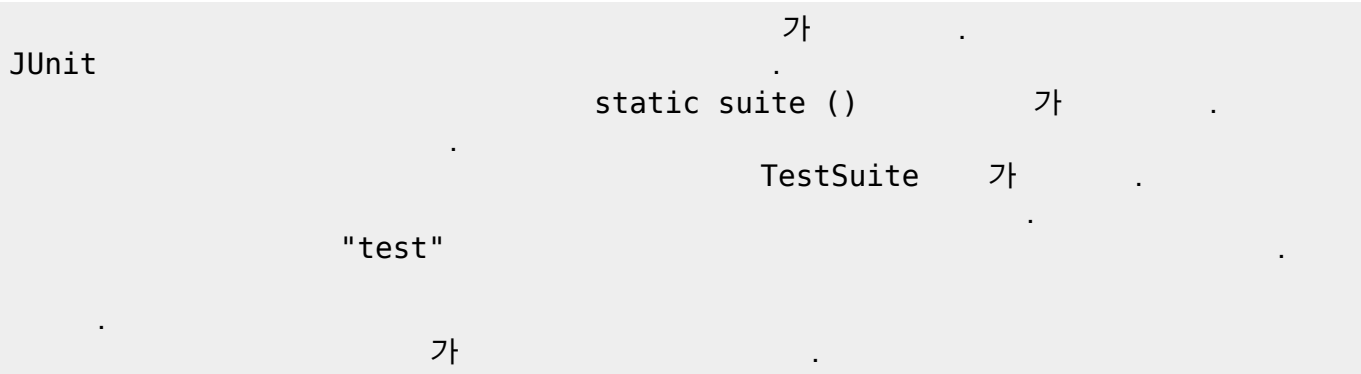 가 .
JUnit .
static suite () 가 .
.
TestSuite 가 .
.
"test" .
.
가 .